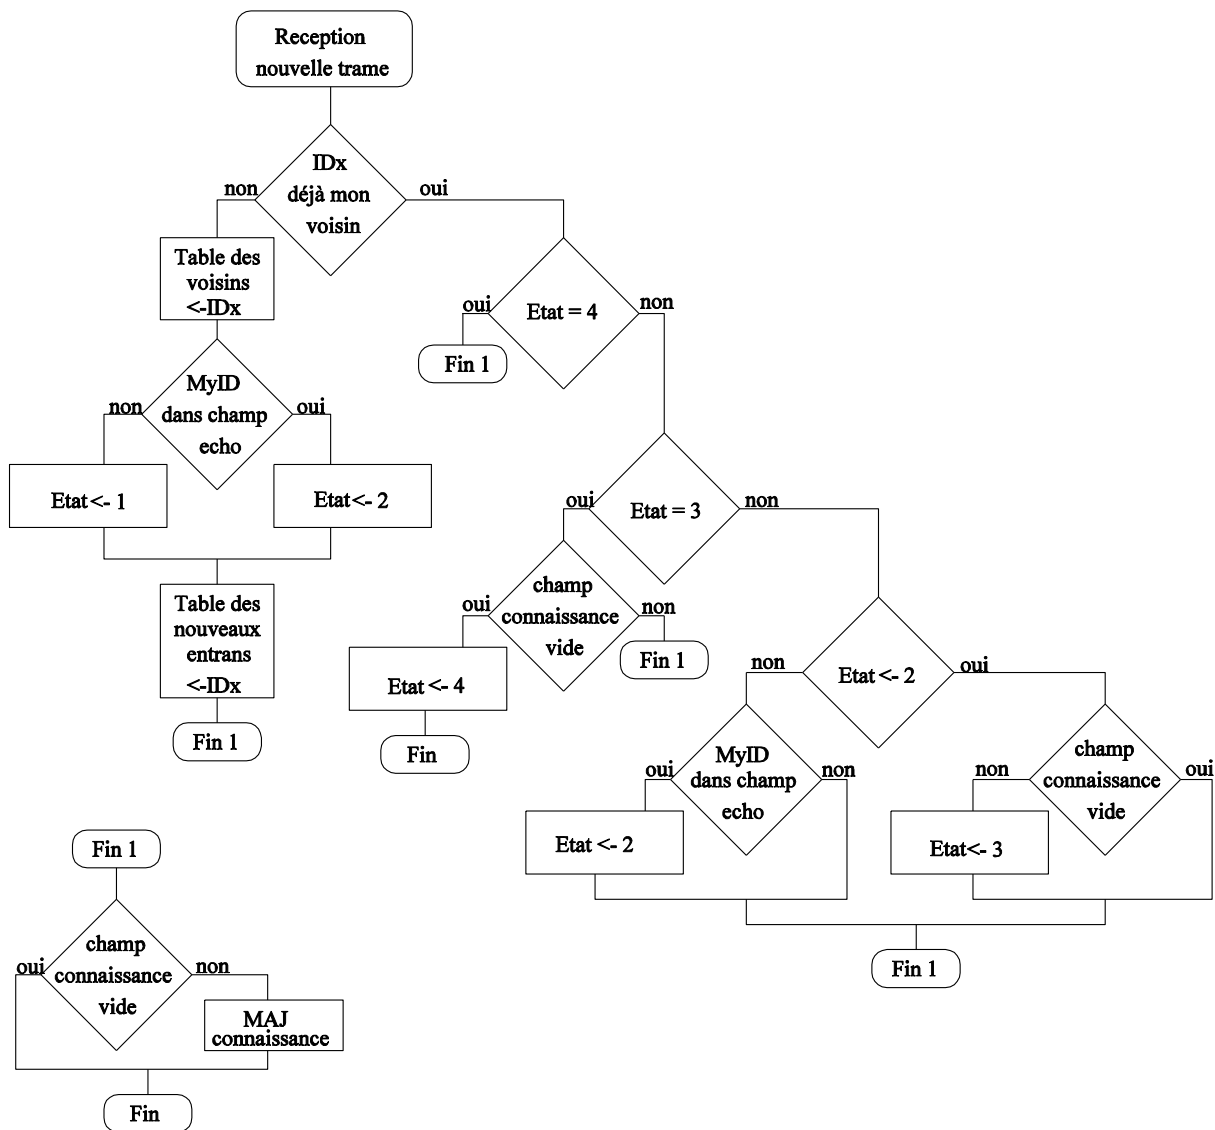 Reception
nouvelle trame
IDx
déjà mon
voisin
non
oui
Table des
voisins
<-IDx
MyID
dans champ
echo
non
oui
Etat<- 1
Etat<- 2
Table des
nouveaux
entrans
<-IDx
Fin 1
Etat = 4
oui
non
Fin 1
Etat = 3
oui
non
champ
connaissance
vide
oui
non
Etat <- 4
Fin
Fin 1
Etat <- 2
non
oui
MyID
dans champ
echo
oui
non
Etat <- 2
champ
connaissance
vide
non
oui
Etat<- 3
Fin 1
Fin 1
champ
connaissance
vide
oui
non
MAJ
connaissance
Fin